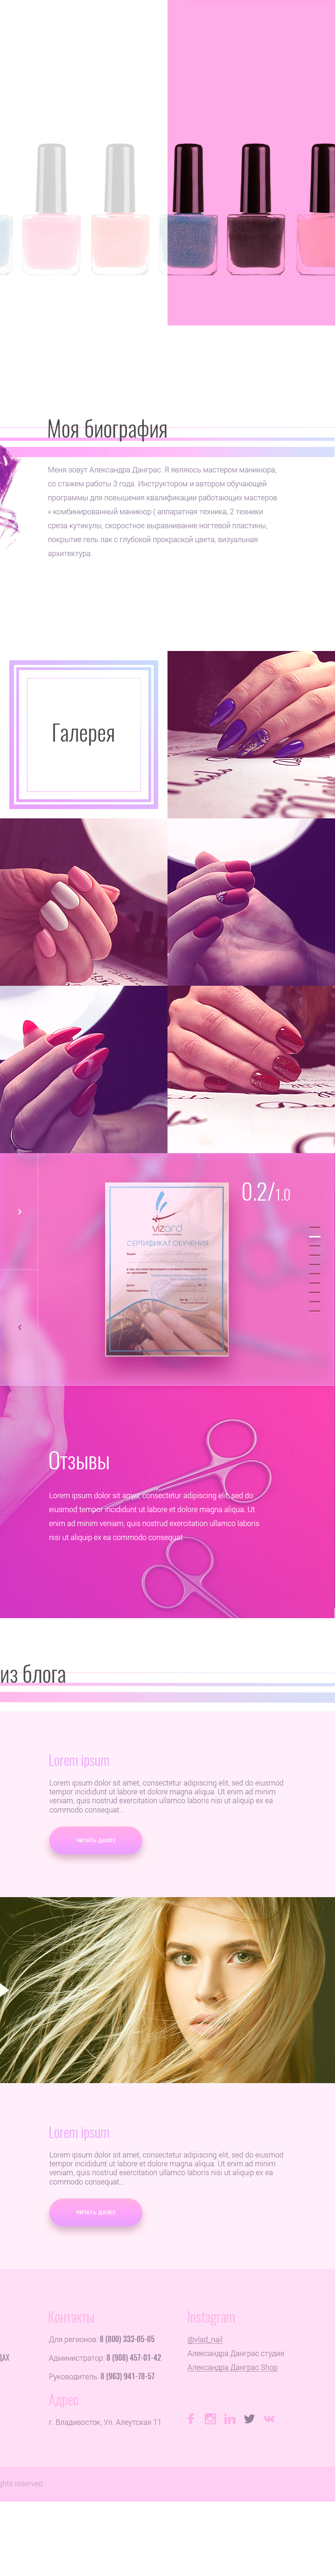 Моя биография
Меня зовут Александра Данграс. Я являюсь мастером маникюра,
со стажем работы 3 года. Инструктором и автором обучающей
программы для повышения квалификации работающих мастеров
« комбинированный маникюр ( аппаратная техника, 2 техники
среза кутикулы, скоростное выравнивание ногтевой пластины,
покрытие гель лак с глубокой прокраской цвета, визуальная
архитектура.
Галерея
0.2/1.0
vizard
СЕРТИФИКАТ ОБУЧЕНИЯ
Отзывы
Lorem ipsum dolor sit amet, consectetur adipiscing elit, sed do
eiusmod tempor incididunt ut labore et dolore magna aliqua. Ut
enim ad minim veniam, quis nostrud exercitation ullamco laboris
nisi ut aliquip ex ea commodo consequat
из блога
Lorem ipsum
Lorem ipsum dolor sit amet, consectetur adipiscing elit, sed do eiusmod
tempor incididunt ut labore et dolore magna aliqua. Ut enim ad minim
veniam, quis nostrud exercitation ullamco laboris nisi ut aliquip ex ea
commodo consequat...
ЧИТАТЬ ДАЛЕЕ
Lorem ipsum
Lorem ipsum dolor sit amet, consectetur adipiscing elit, sed do eiusmod
tempor incididunt ut labore et dolore magna aliqua. Ut enim ad minim
veniam, quis nostrud exercitation ullamco laboris nisi ut aliquip ex ea
commodo consequat...
ЧИТАТЬ ДАЛЕЕ
Контакты
Для регионов: 8 (800) 333-05-05
Администратор: 8 (908) 457-01-42
Руководитель: 8 (963) 941-78-57
Адрес
г. Владивосток, Ул. Алеутская 11
Instagram
@vlad_nail
Александра Данграс студия
Александра Данграс Shop
ghts reserved